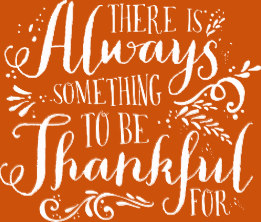 THERE IS
Always
SOMETHING
TO BE
Thankful
FOR.